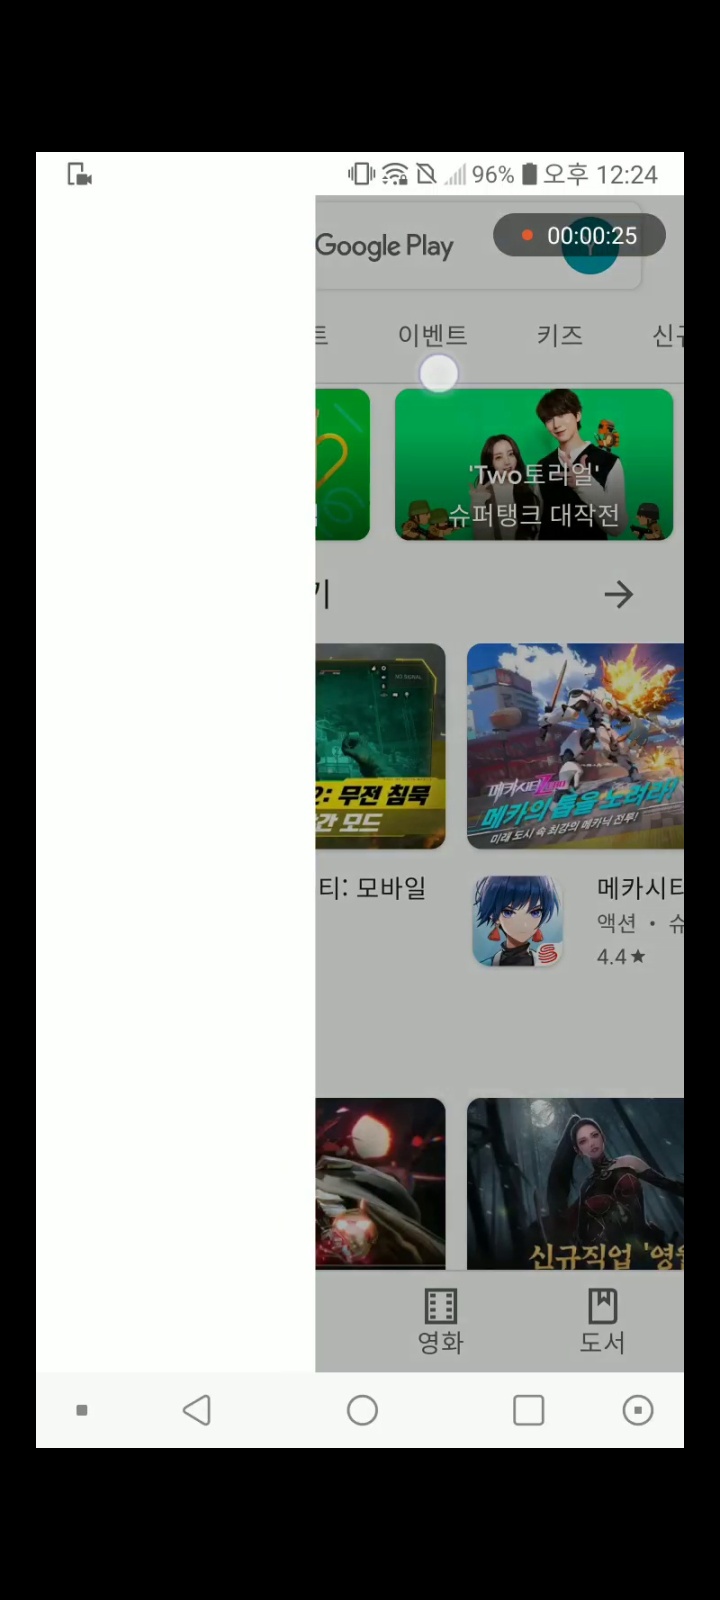 96% 오후 12:24
Google Play
00:00:25
트 이벤트 키즈 신규
'Two토리얼'
슈퍼탱크 대작전
기
NO SIGNAL
2: 무전 침묵
간 모드
메카시티
메카의 톱을 노려라!
미래 도시 속 최강의 메카닉 전투!
티: 모바일
메카시티
액션 • 슈
4.4★
신규직업 '영월
영화 도서